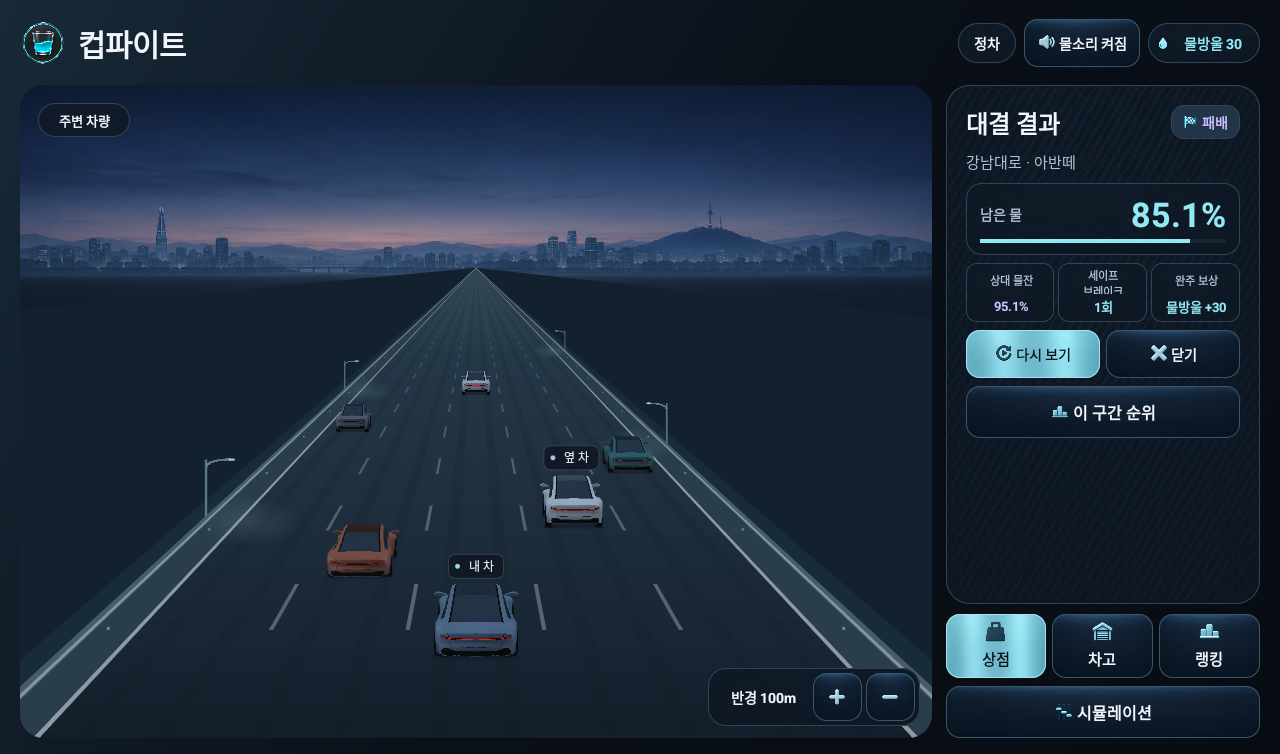 컵파이트
정차
물소리 켜짐
물방울 30
주변 차량
대결 결과
패배
강남대로 · 아반떼
남은 물
85.1%
상대 물잔
95.1%
세이프
브레이크
1회
완주 보상
물방울 +30
다시 보기
닫기
이 구간 순위
옆 차
내 차
반경 100m
상점
차고
랭킹
시뮬레이션